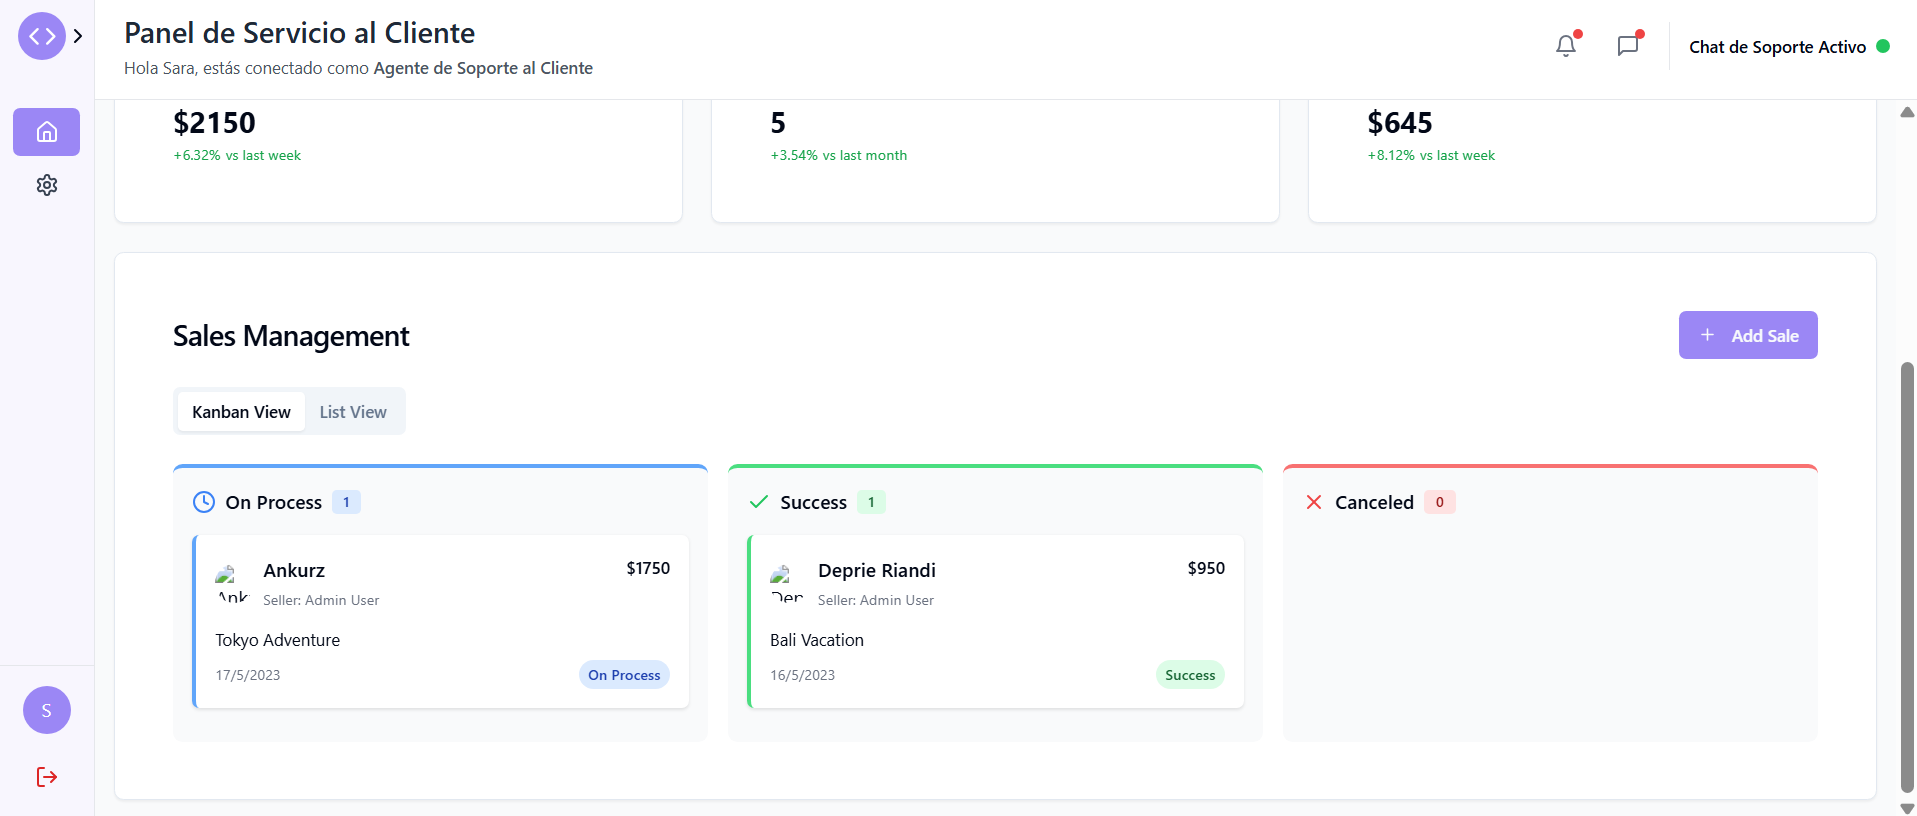 Panel de Servicio al Cliente
Hola Sara, estás conectado como Agente de Soporte al Cliente
Chat de Soporte Activo
$2150
+6.32% vs last week
5
+3.54% vs last month
$645
+8.12% vs last week
Sales Management
+ Add Sale
Kanban View
List View
On Process 1
Ankurz
$1750
Seller: Admin User
Tokyo Adventure
17/5/2023
On Process
Success 1
Deprie Riandi
$950
Seller: Admin User
Bali Vacation
16/5/2023
Success
Canceled 0
S